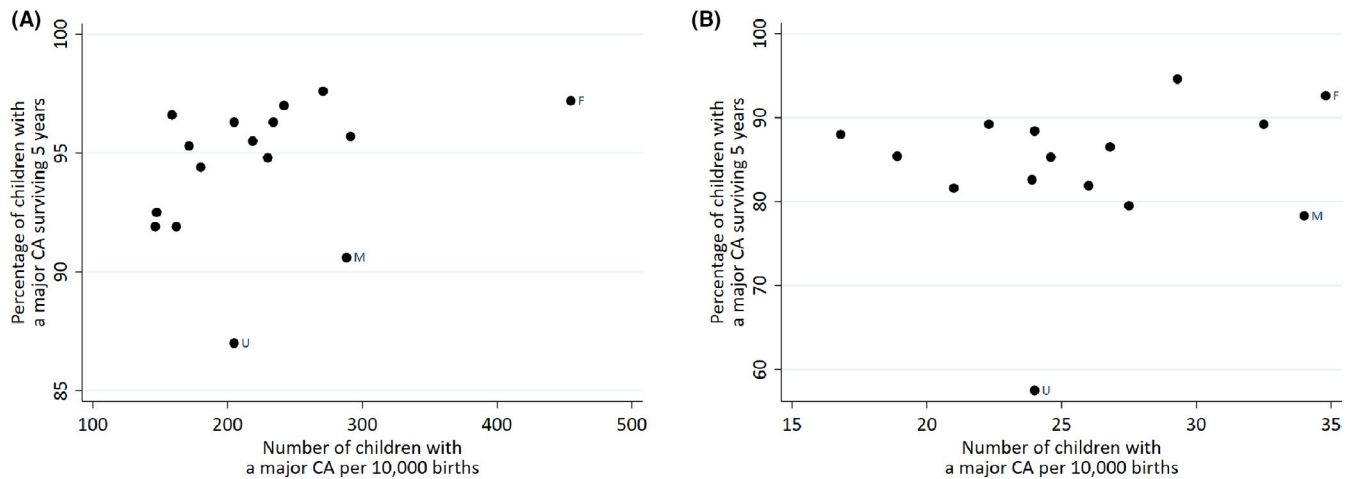 (A)
Percentage of children with
a major CA surviving 5 years
100
95
90
85
F
M
U
100
200
300
400
500
Number of children with
a major CA per 10,000 births
(B)
Percentage of children with
a major CA surviving 5 years
100
90
80
70
60
F
M
U
15
20
25
30
35
Number of children with
a major CA per 10,000 births